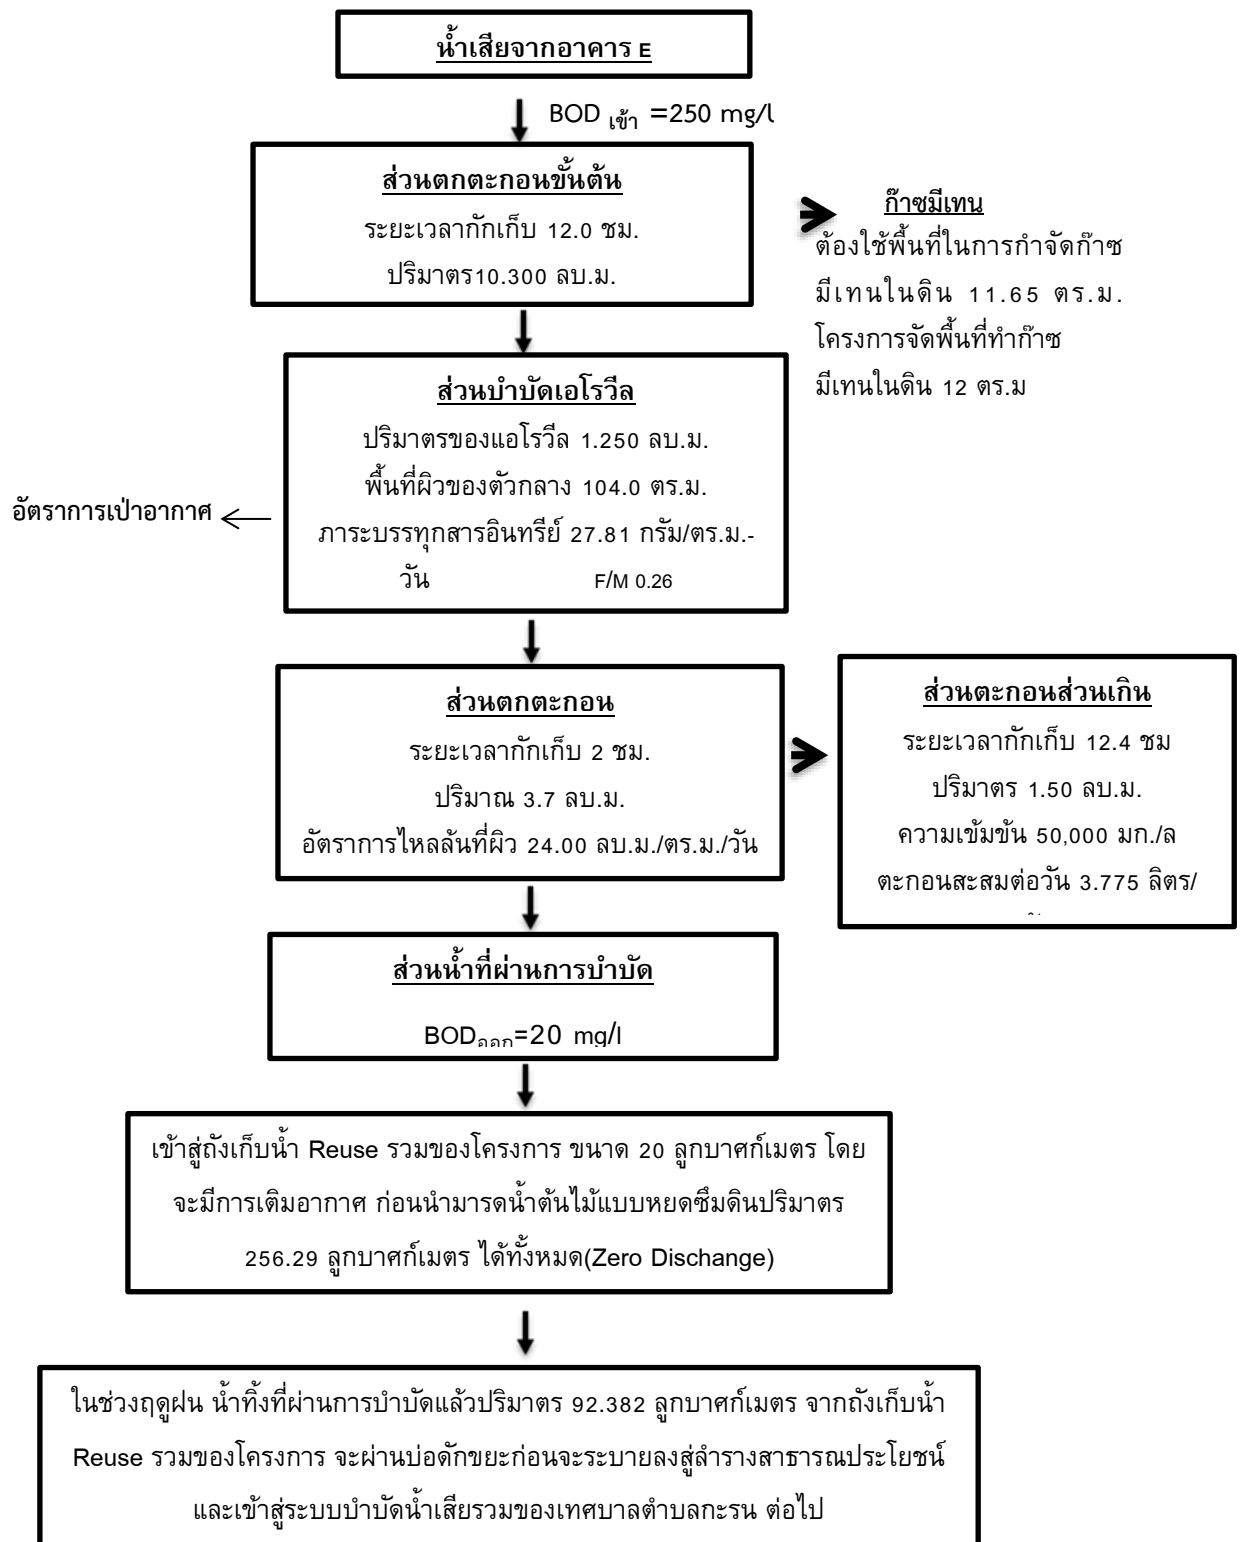 น้ำเสียจากอาคาร E
BOD เข้า =250 mg/l
ส่วนตกตะกอนขั้นต้น
ระยะเวลากักเก็บ 12.0 ชม.
ปริมาตร10.300 ลบ.ม.
ก๊าซมีเทน
ต้องใช้พื้นที่ในการกำจัดก๊าซ
มีเทนในดิน 11.65 ตร.ม.
โครงการจัดพื้นที่ทำก๊าซ
มีเทนในดิน 12 ตร.ม
ส่วนบำบัดเอโรวีล
ปริมาตรของแอโรวีล 1.250 ลบ.ม.
พื้นที่ผิวของตัวกลาง 104.0 ตร.ม.
ภาระบรรทุกสารอินทรีย์ 27.81 กรัม/ตร.ม.-
วัน F/M 0.26
อัตราการเป่าอากาศ
ส่วนตกตะกอน
ระยะเวลากักเก็บ 2 ชม.
ปริมาณ 3.7 ลบ.ม.
อัตราการไหลล้นที่ผิว 24.00 ลบ.ม./ตร.ม./วัน
ส่วนตะกอนส่วนเกิน
ระยะเวลากักเก็บ 12.4 ชม
ปริมาตร 1.50 ลบ.ม.
ความเข้มข้น 50,000 มก./ล
ตะกอนสะสมต่อวัน 3.775 ลิตร/
ส่วนน้ำที่ผ่านการบำบัด
BODออก=20 mg/l
เข้าสู่ถังเก็บน้ำ Reuse รวมของโครงการ ขนาด 20 ลูกบาศก์เมตร โดย
จะมีการเติมอากาศ ก่อนนำมารดน้ำต้นไม้แบบหยดซึมดินปริมาตร
256.29 ลูกบาศก์เมตร ได้ทั้งหมด(Zero Dischange)
ในช่วงฤดูฝน น้ำทิ้งที่ผ่านการบำบัดแล้วปริมาตร 92.382 ลูกบาศก์เมตร จากถังเก็บน้ำ
Reuse รวมของโครงการ จะผ่านบ่อดักขยะก่อนจะระบายลงสู่ลำรางสาธารณประโยชน์
และเข้าสู่ระบบบำบัดน้ำเสียรวมของเทศบาลตำบลกะรน ต่อไป